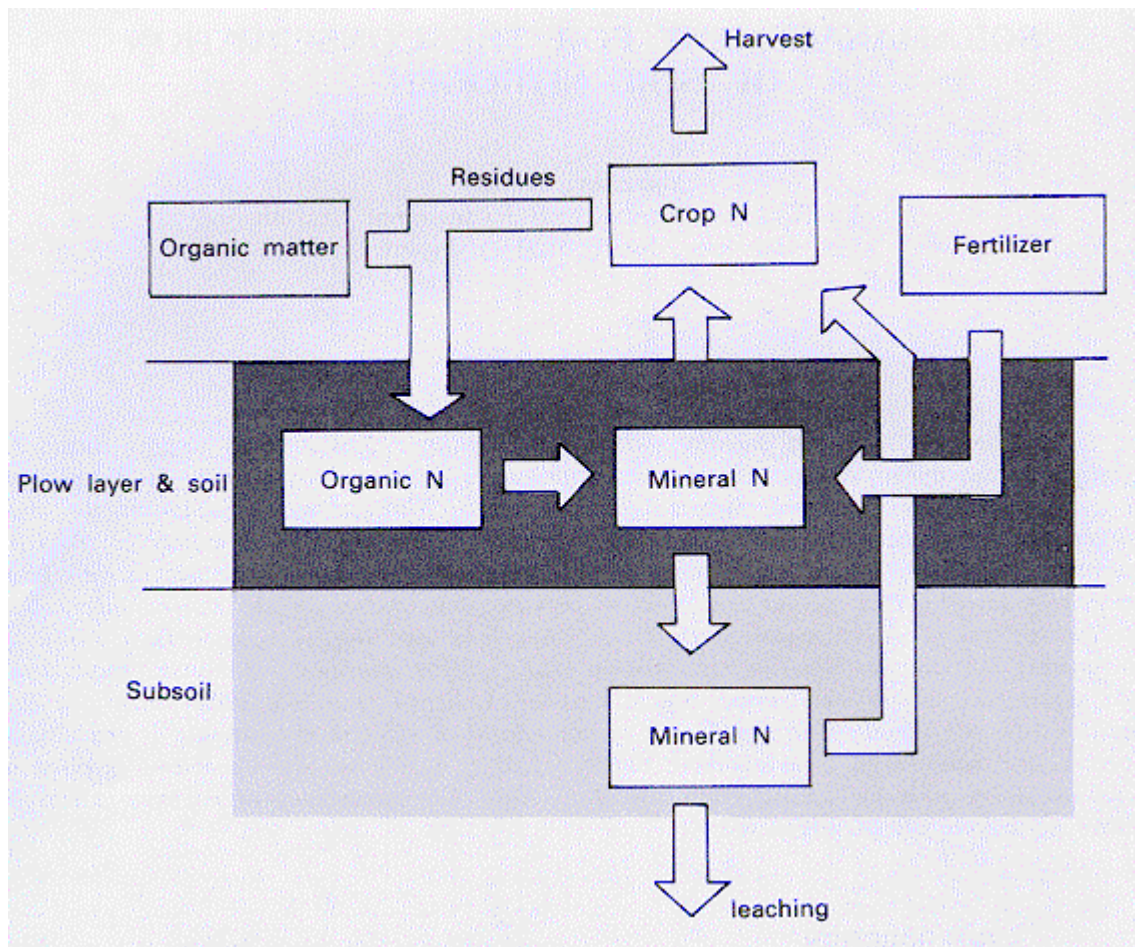 Harvest
Residues
Crop N
Organic matter
Fertilizer
Plow layer & soil
Organic N
Mineral N
Subsoil
Mineral N
leaching